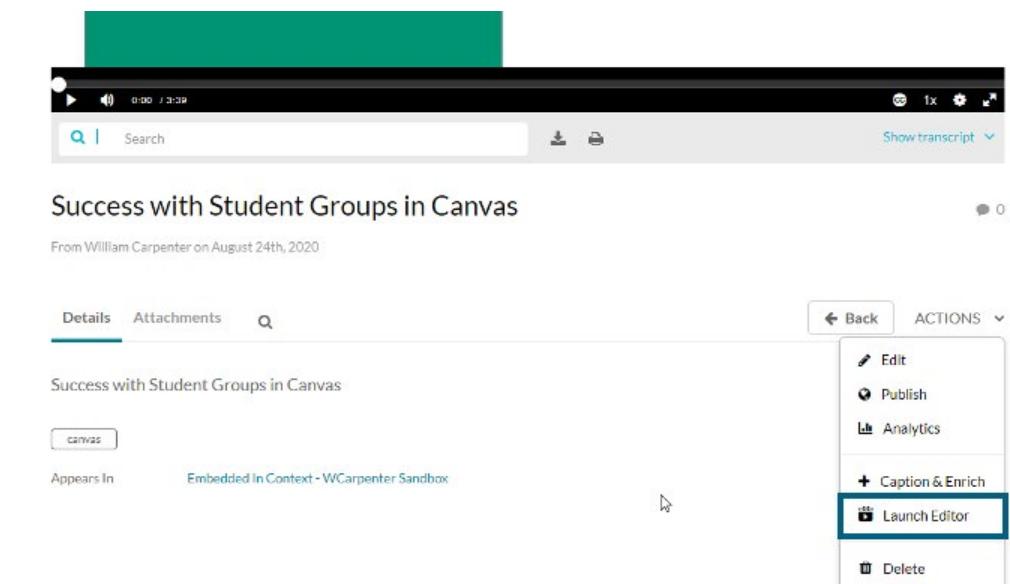 0:00 / 3:39
CC
1x
Search
Show transcript
Success with Student Groups in Canvas
0
From William Carpenter on August 24th, 2020
Details
Attachments
Back
ACTIONS
Edit
Success with Student Groups in Canvas
Publish
Analytics
canvas
Appears In
Embedded In Context - WCarpenter Sandbox
+ Caption & Enrich
Launch Editor
Delete